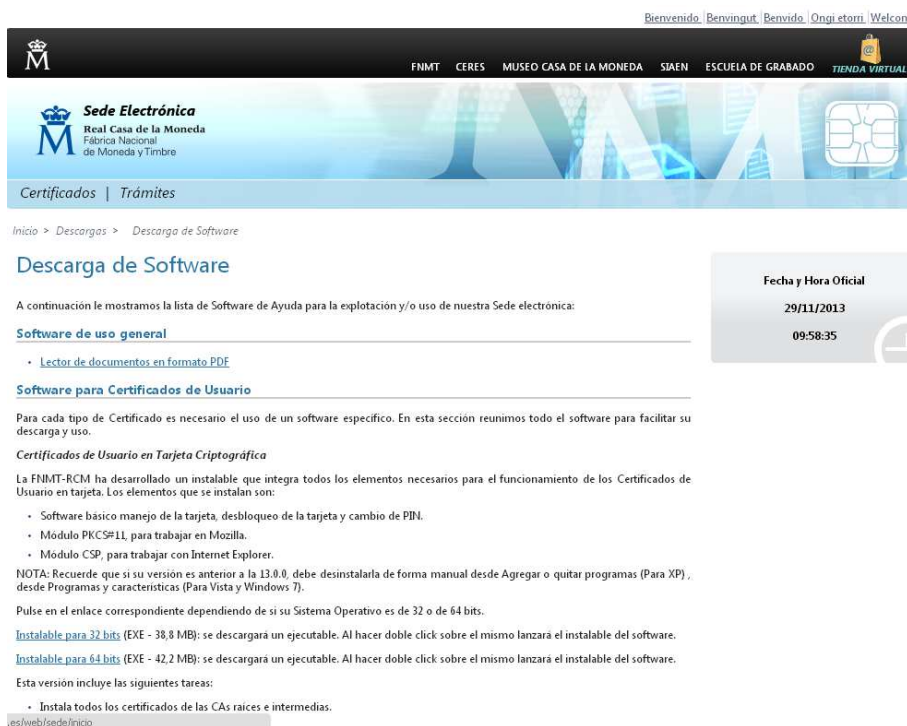 Bienvenido | Benvingut | Benvido | Ongi etorri | Welcom
M
FNMT CERES MUSEO CASA DE LA MONEDA SIAEN ESCUELA DE GRABADO TIENDA VIRTUAL
Sede Electrónica
Real Casa de la Moneda
Fábrica Nacional
de Moneda y Timbre
Certificados | Trámites
Inicio > Descargas > Descarga de Software
Descarga de Software
Fecha y Hora Oficial
29/11/2013
09:58:35
A continuación le mostramos la lista de Software de Ayuda para la explotación y/o uso de nuestra Sede electrónica:
Software de uso general
• Lector de documentos en formato PDF
Software para Certificados de Usuario
Para cada tipo de Certificado es necesario el uso de un software específico. En esta sección reunimos todo el software para facilitar su
descarga y uso.
Certificados de Usuario en Tarjeta Criptográfica
La FNMT-RCM ha desarrollado un instalable que integra todos los elementos necesarios para el funcionamiento de los Certificados de
Usuario en tarjeta. Los elementos que se instalan son:
• Software básico manejo de la tarjeta, desbloqueo de la tarjeta y cambio de PIN.
• Módulo PKCS#11, para trabajar en Mozilla.
• Módulo CSP, para trabajar con Internet Explorer.
NOTA: Recuerde que si su versión es anterior a la 13.0.0, debe desinstalarla de forma manual desde Agregar o quitar programas (Para XP) ,
desde Programas y características (Para Vista y Windows 7).
Pulse en el enlace correspondiente dependiendo de si su Sistema Operativo es de 32 o de 64 bits.
Instalable para 32 bits (EXE - 38,8 MB): se descargará un ejecutable. Al hacer doble click sobre el mismo lanzará el instalable del software.
Instalable para 64 bits (EXE - 42,2 MB): se descargará un ejecutable. Al hacer doble click sobre el mismo lanzará el instalable del software.
Esta versión incluye las siguientes tareas:
• Instala todos los certificados de las CAs raíces e intermedias.
.es/web/sede/inicio